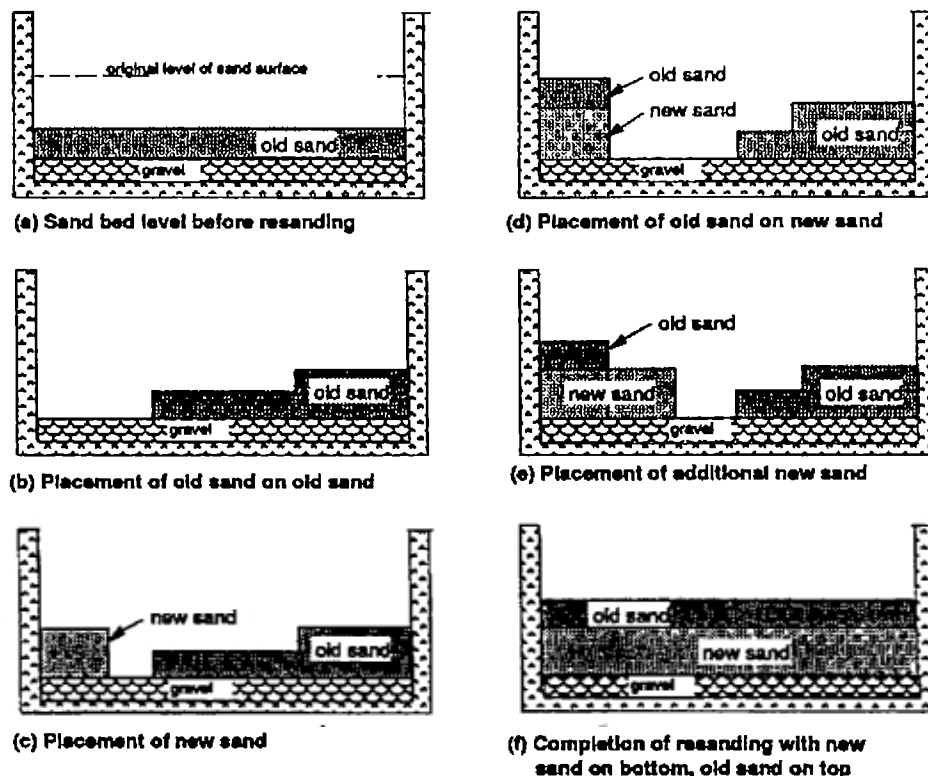 original level of sand surface
old sand
gravel
(a) Sand bed level before resanding
old sand
gravel
(b) Placement of old sand on old sand
new sand
old sand
gravel
(c) Placement of new sand
old sand
new sand
old sand
gravel
(d) Placement of old sand on new sand
old sand
new sand
old sand
gravel
(e) Placement of additional new sand
old sand
new sand
gravel
(f) Completion of resanding with new
sand on bottom, old sand on top